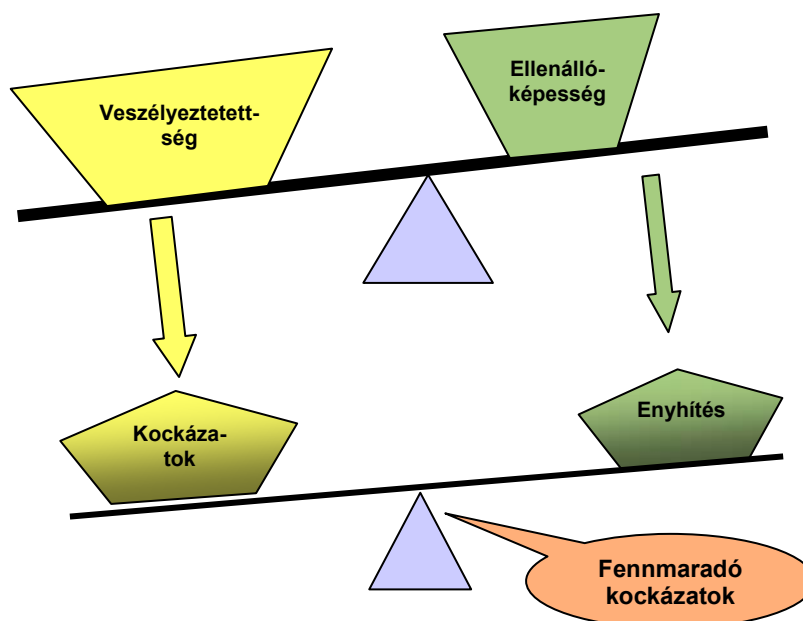 Veszélyeztetett-
ség
Ellenálló-
képesség
Kockáza-
tok
Enyhítés
Fennmaradó
kockázatok